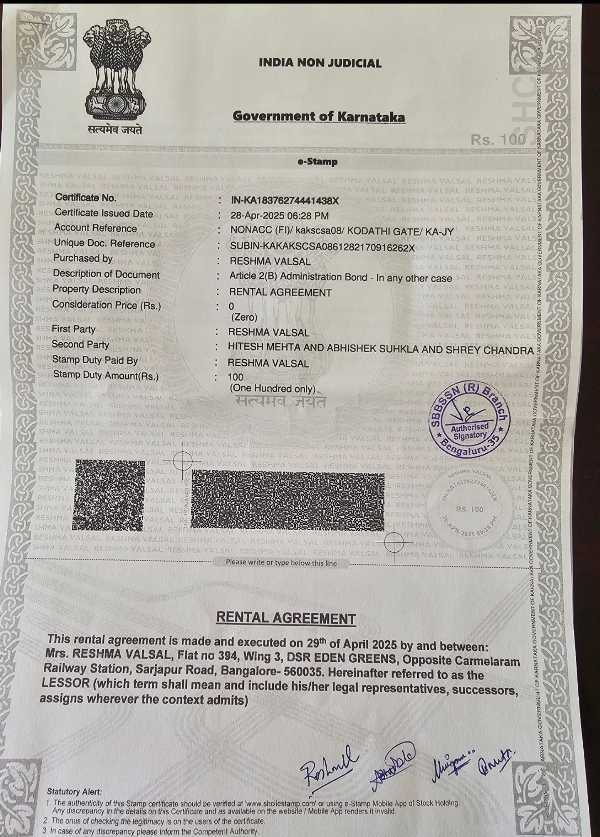 सत्यमेव जयते
INDIA NON JUDICIAL
Government of Karnataka
Rs. 100
e-Stamp
Certificate No. : IN-KA18376274441438X
Certificate Issued Date : 28-Apr-2025 06:28 PM
Account Reference : NONACC (FI)/ kakscsa08/ KODATHI GATE/ KA-JY
Unique Doc. Reference : SUBIN-KAKAKSCSA0861282170916262X
Purchased by : RESHMA VALSAL
Description of Document : Article 2(B) Administration Bond - In any other case
Property Description : RENTAL AGREEMENT
Consideration Price (Rs.) : 0
(Zero)
First Party : RESHMA VALSAL
Second Party : HITESH MEHTA AND ABHISHEK SUHKLA AND SHREY CHANDRA
Stamp Duty Paid By : RESHMA VALSAL
Stamp Duty Amount(Rs.) : 100
(One Hundred only)
सत्यमेव जयते
SBBSSN (R) Branch
Authorised
Signatory
Bengaluru-35
RS. 100
Please write or type below this line
RENTAL AGREEMENT
This rental agreement is made and executed on 29th of April 2025 by and between:
Mrs. RESHMA VALSAL, Flat no 394, Wing 3, DSR EDEN GREENS, Opposite Carmelaram
Railway Station, Sarjapur Road, Bangalore- 560035. Hereinafter referred to as the
LESSOR (which term shall mean and include his/her legal representatives, successors,
assigns wherever the context admits)
Statutory Alert:
1. The authenticity of this Stamp certificate should be verified at 'www.shcilestamp.com' or using e-Stamp Mobile App of Stock Holding.
Any discrepancy in the details on this Certificate and as available on the website / Mobile App renders it invalid.
2. The onus of checking the legitimacy is on the users of the certificate.
3. In case of any discrepancy please inform the Competent Authority.